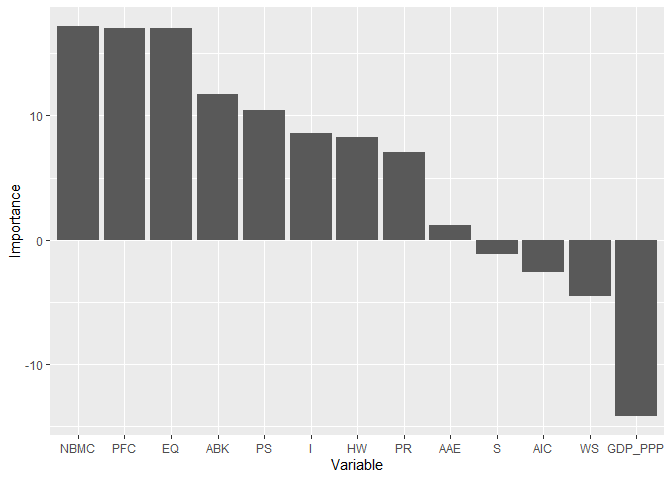 Importance
10
0
-10
NBMC PFC EQ ABK PS I HW PR AAE S AIC WS GDP_PPP
Variable